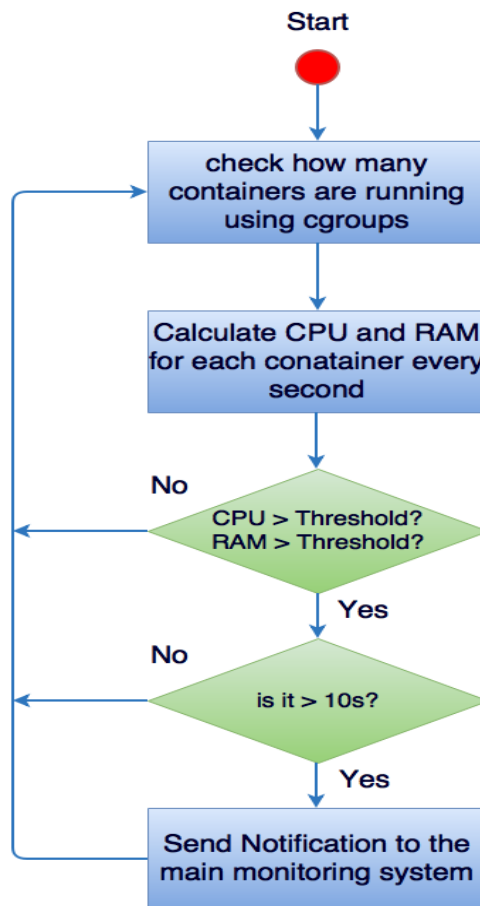 Start
check how many
containers are running
using cgroups
Calculate CPU and RAM
for each conatainer every
second
No
CPU > Threshold?
RAM > Threshold?
Yes
No
is it > 10s?
Yes
Send Notification to the
main monitoring system